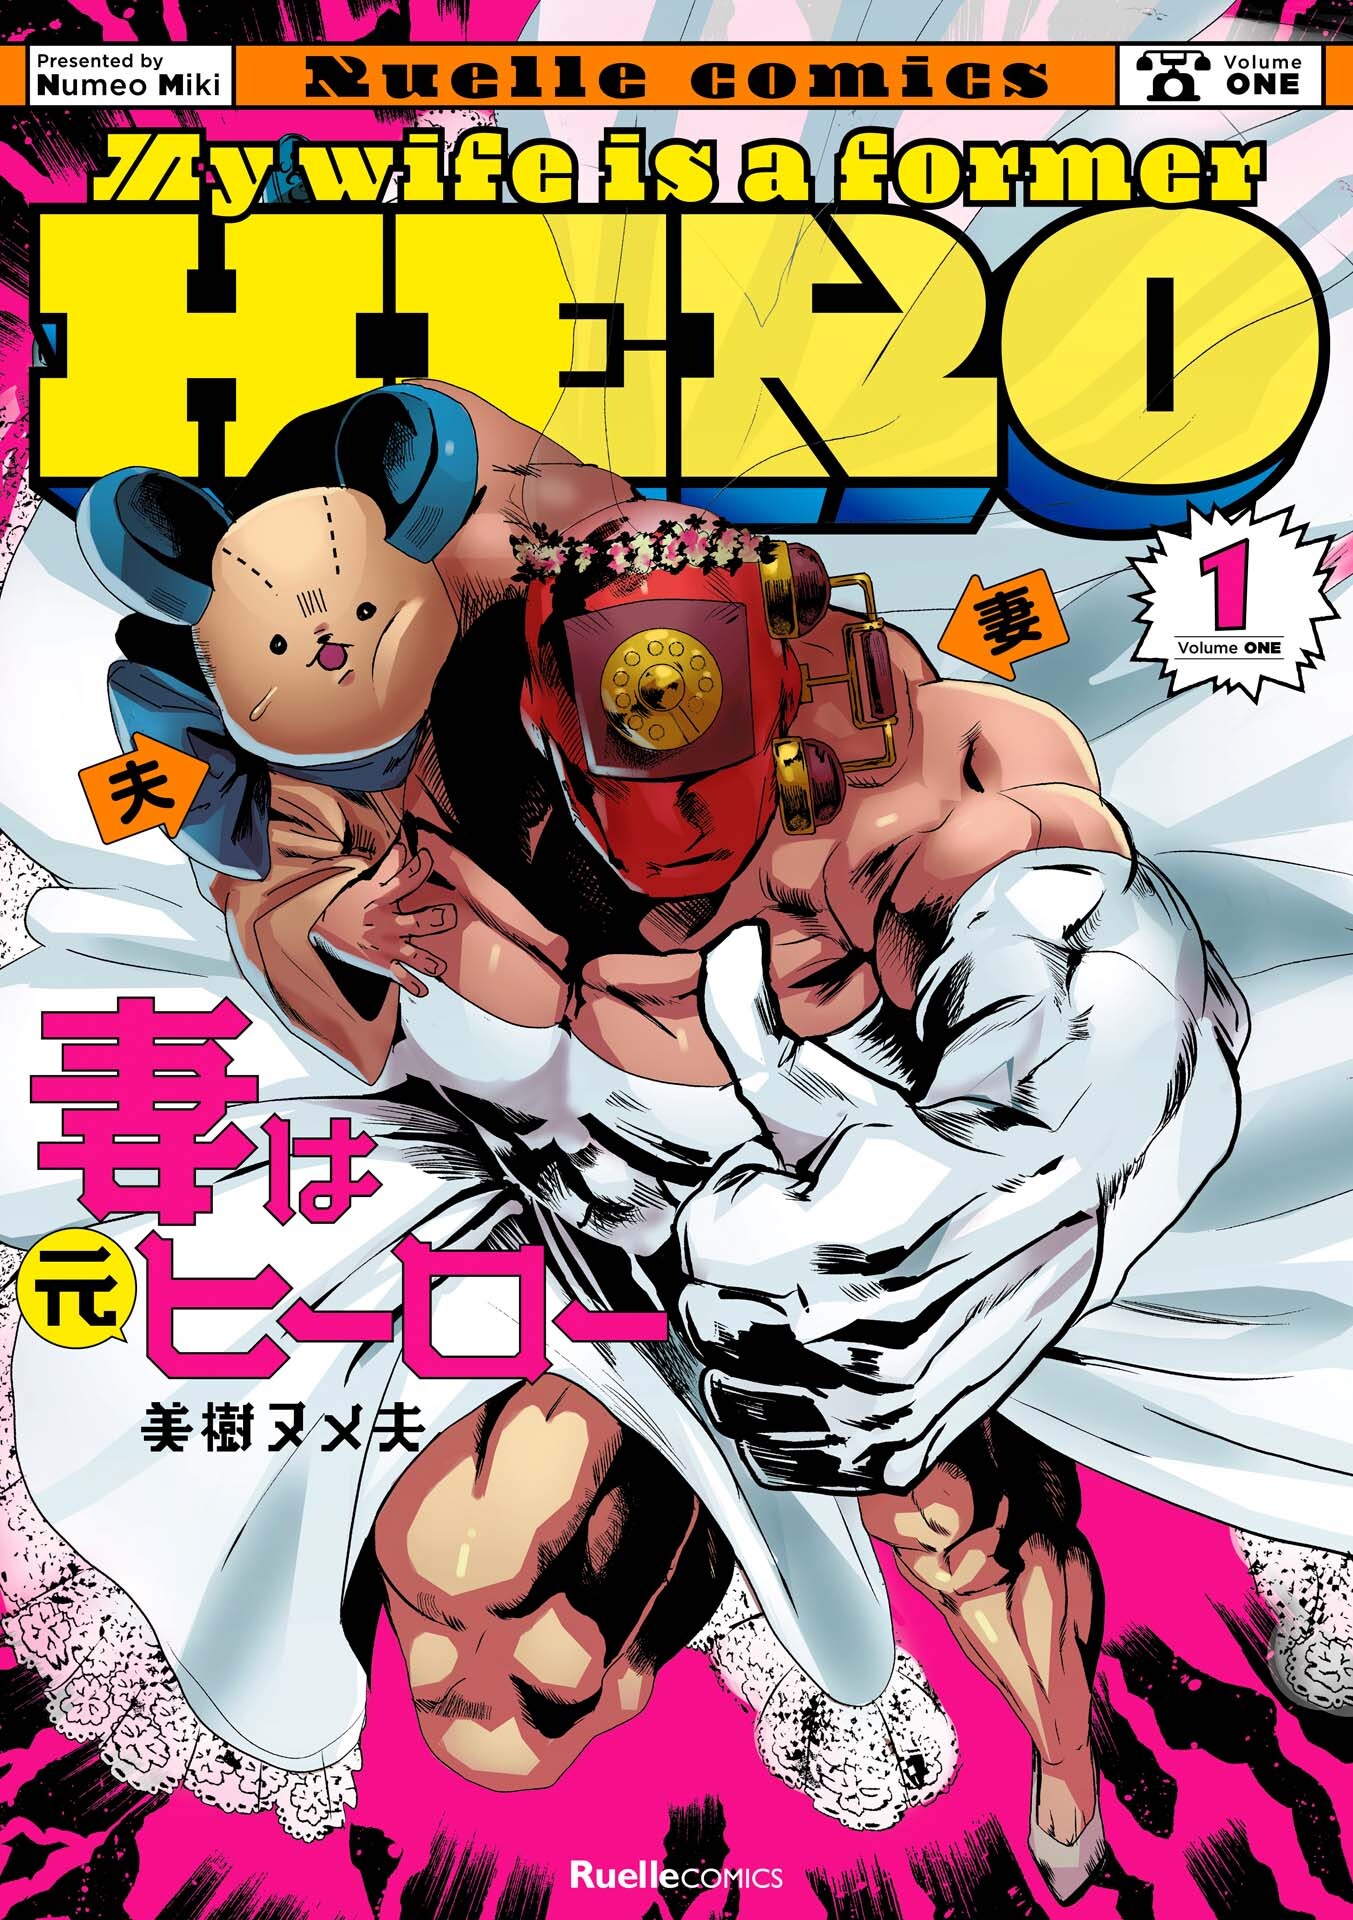 Presented by
Numeo Miki
Ruelle comics
Volume
ONE
My wife is a former
HERO
1
Volume ONE
妻
夫
妻は
元ヒーロー
美樹ヌメ夫
RuelleCOMICS